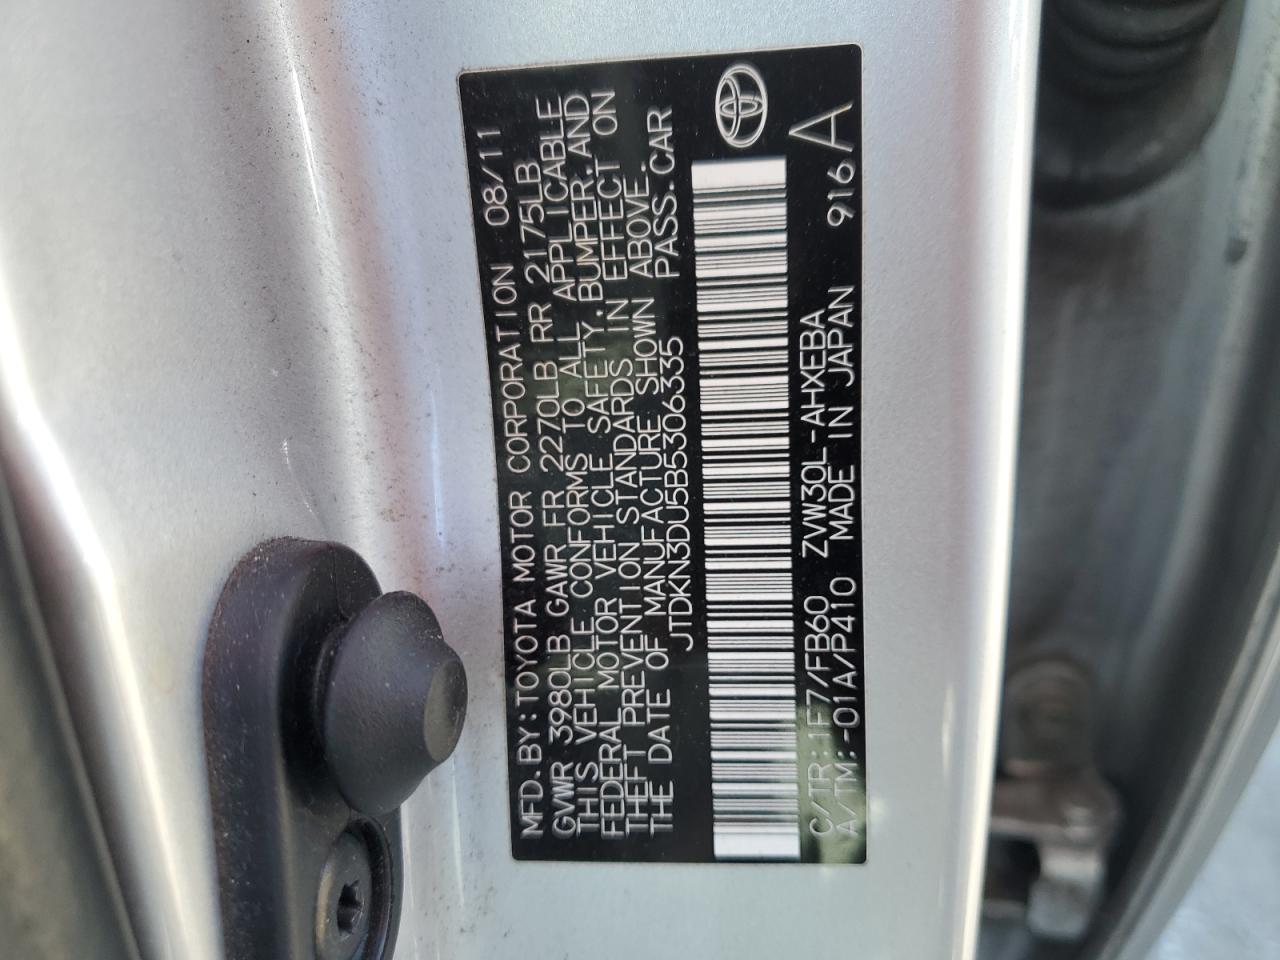 MFD.BY:TOYOTA MOTOR CORPORATION 08/11
GVWR 3980LB GAWR FR 2270LB RR 2175LB
THIS VEHICLE CONFORMS TO ALL APPLICABLE
FEDERAL MOTOR VEHICLE SAFETY,BUMPER,AND
THEFT PREVENTION STANDARDS IN EFFECT ON
THE DATE OF MANUFACTURE SHOWN ABOVE.
JTDKN3DU5B5306335 PASS.CAR
C/TR:1F7/FB60 ZVW30L-AHXEBA A
A/TM:-01A/P410 MADE IN JAPAN 916